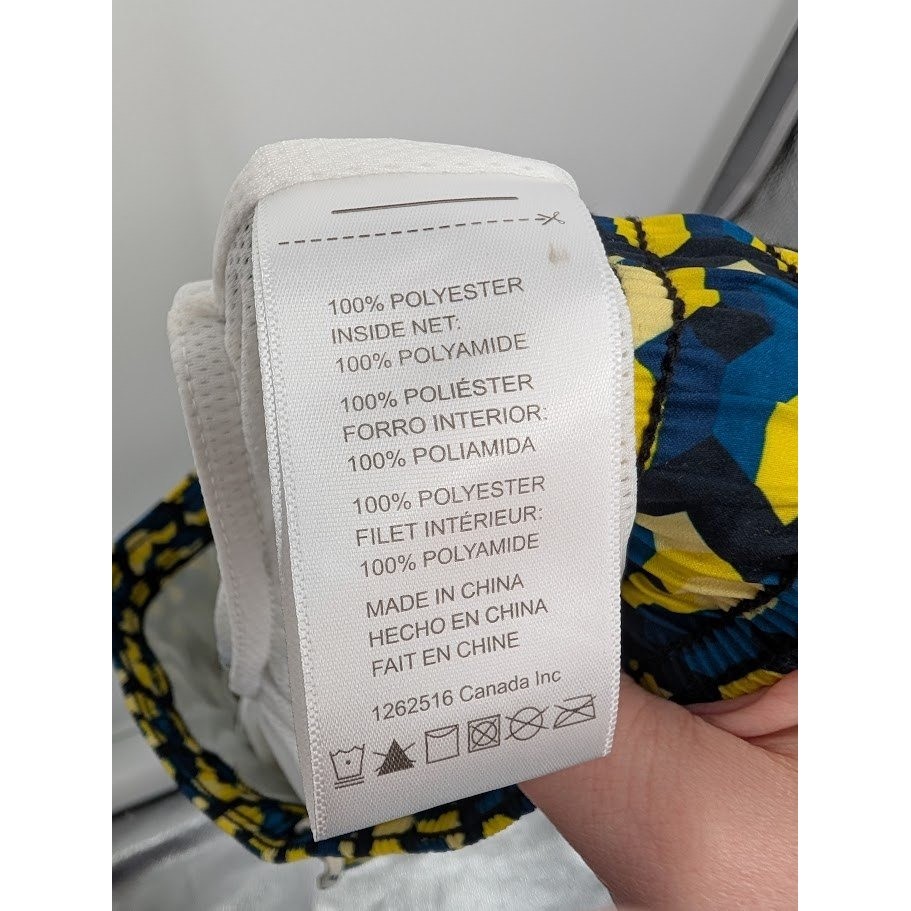 100% POLYESTER
INSIDE NET:
100% POLYAMIDE
100% POLIÉSTER
FORRO INTERIOR:
100% POLIAMIDA
100% POLYESTER
FILET INTÉRIEUR:
100% POLYAMIDE
MADE IN CHINA
HECHO EN CHINA
FAIT EN CHINE
1262516 Canada Inc